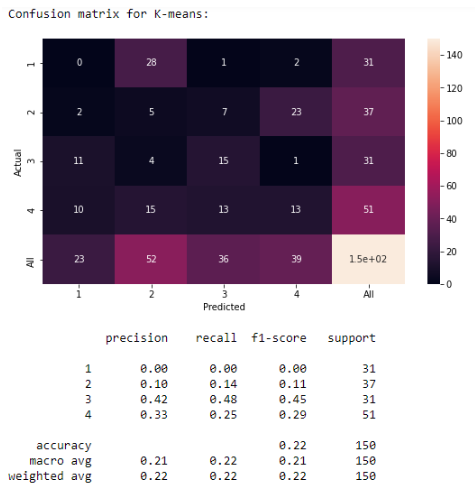 Confusion matrix for K-means:
1 0 28 1 2 31
2 2 5 7 23 37
3 11 4 15 1 31
4 10 15 13 13 51
All 23 52 36 39 1.5e+02
1 2 3 4 All
Actual
Predicted
140
120
100
80
60
40
20
0
precision recall f1-score support
1 0.00 0.00 0.00 31
2 0.10 0.14 0.11 37
3 0.42 0.48 0.45 31
4 0.33 0.25 0.29 51
accuracy 0.22 150
macro avg 0.21 0.22 0.21 150
weighted avg 0.22 0.22 0.22 150